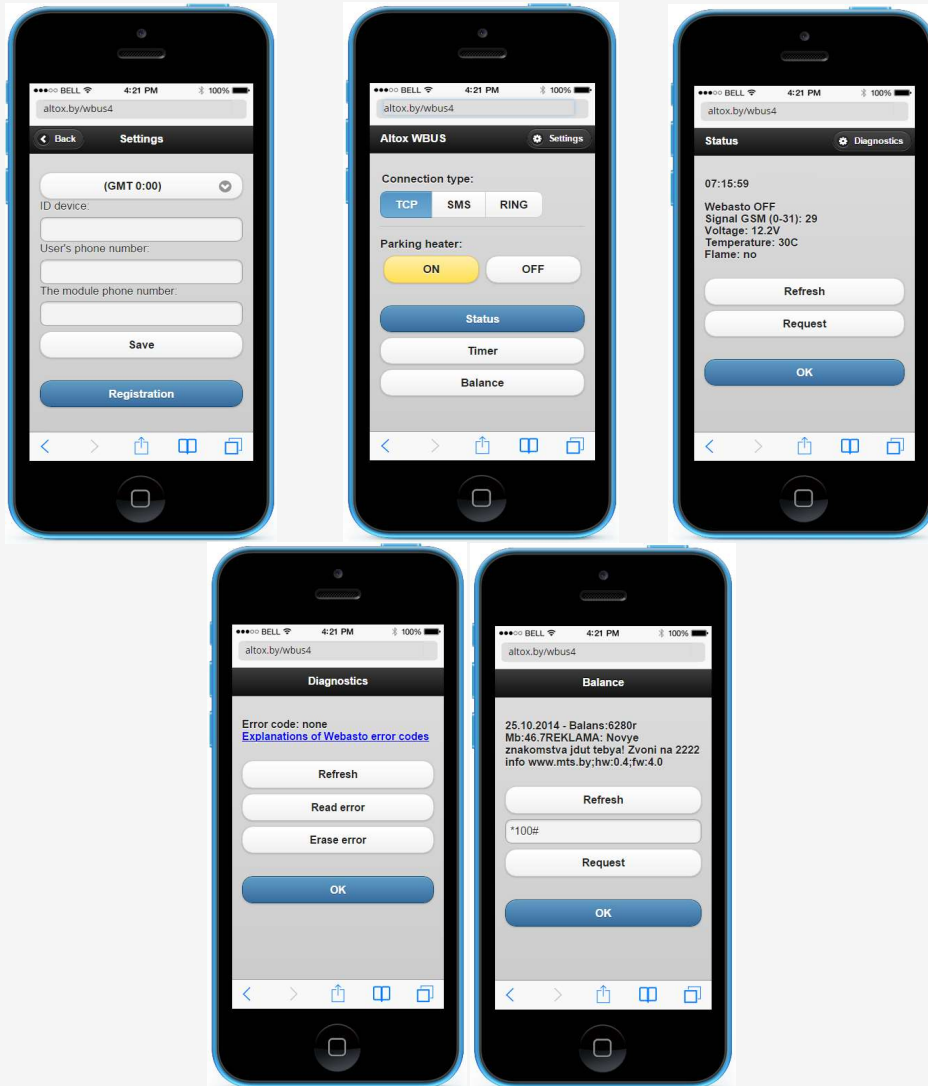 BELL 4:21 PM 100%
altox.by/wbus4
Back Settings
(GMT 0:00)
ID device:
User's phone number:
The module phone number:
Save
Registration
BELL 4:21 PM 100%
altox.by/wbus4
Altox WBUS Settings
Connection type:
TCP SMS RING
Parking heater:
ON OFF
Status
Timer
Balance
BELL 4:21 PM 100%
altox.by/wbus4
Status Diagnostics
07:15:59
Webasto OFF
Signal GSM (0-31): 29
Voltage: 12.2V
Temperature: 30C
Flame: no
Refresh
Request
OK
BELL 4:21 PM 100%
altox.by/wbus4
Diagnostics
Error code: none
Explanations of Webasto error codes
Refresh
Read error
Erase error
OK
BELL 4:21 PM 100%
altox.by/wbus4
Balance
25.10.2014 - Balans:6280r
Mb:46.7REKLAMA: Novye
znakomstva jdut tebya! Zvoni na 2222
info www.mts.by;hw:0.4;fw:4.0
Refresh
*100#
Request
OK